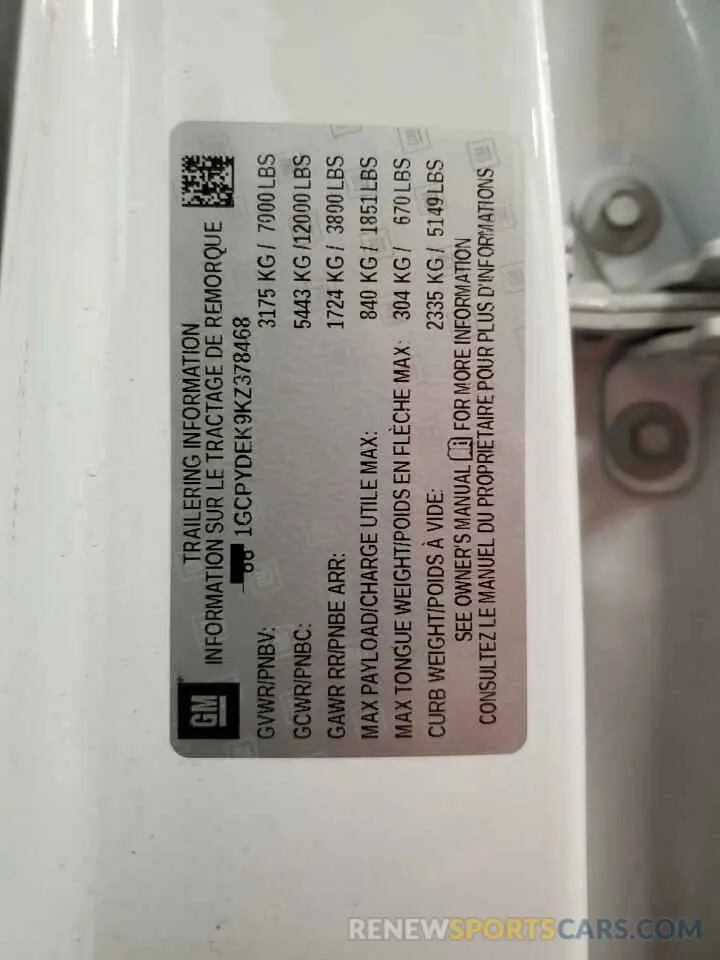 GM
TRAILERING INFORMATION
INFORMATION SUR LE TRACTAGE DE REMORQUE
1GCPYDEK9KZ378468
GVWR/PNBV: 3175 KG / 7000 LBS
GCWR/PNBC: 5443 KG /12000 LBS
GAWR RR/PNBE ARR: 1724 KG / 3800 LBS
MAX PAYLOAD/CHARGE UTILE MAX: 840 KG / 1851 LBS
MAX TONGUE WEIGHT/POIDS EN FLÈCHE MAX: 304 KG / 670 LBS
CURB WEIGHT/POIDS À VIDE: 2335 KG / 5149 LBS
SEE OWNER'S MANUAL FOR MORE INFORMATION
CONSULTEZ LE MANUEL DU PROPRIETAIRE POUR PLUS D'INFORMATIONS
RENEWSPORTSCARS.COM